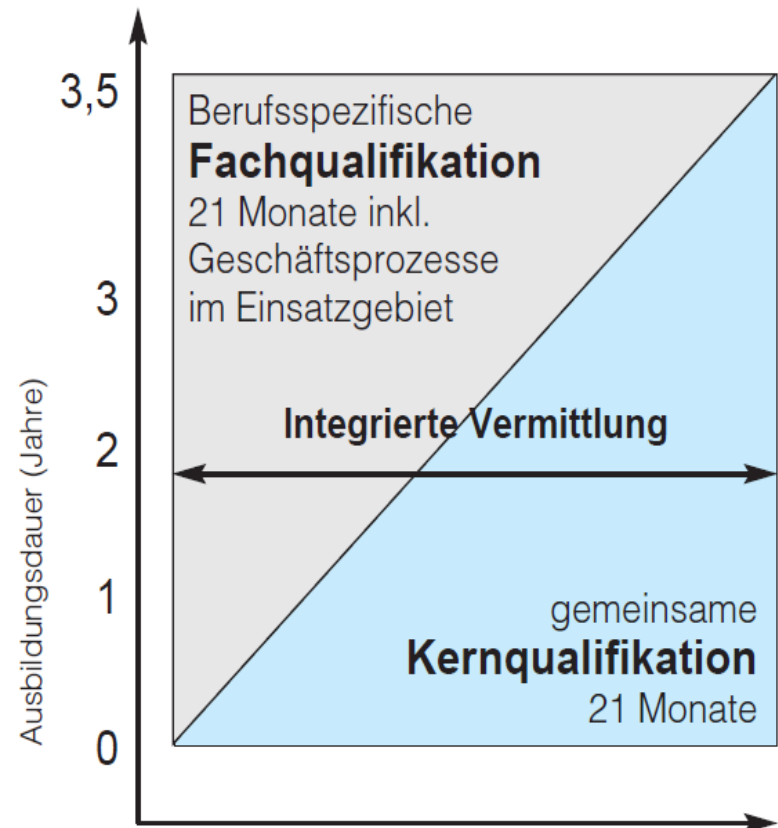 3,5
Berufsspezifische
Fachqualifikation
21 Monate inkl.
Geschäftsprozesse
im Einsatzgebiet
3
Integrierte Vermittlung
2
1
gemeinsame
Kernqualifikation
21 Monate
0
Ausbildungsdauer (Jahre)